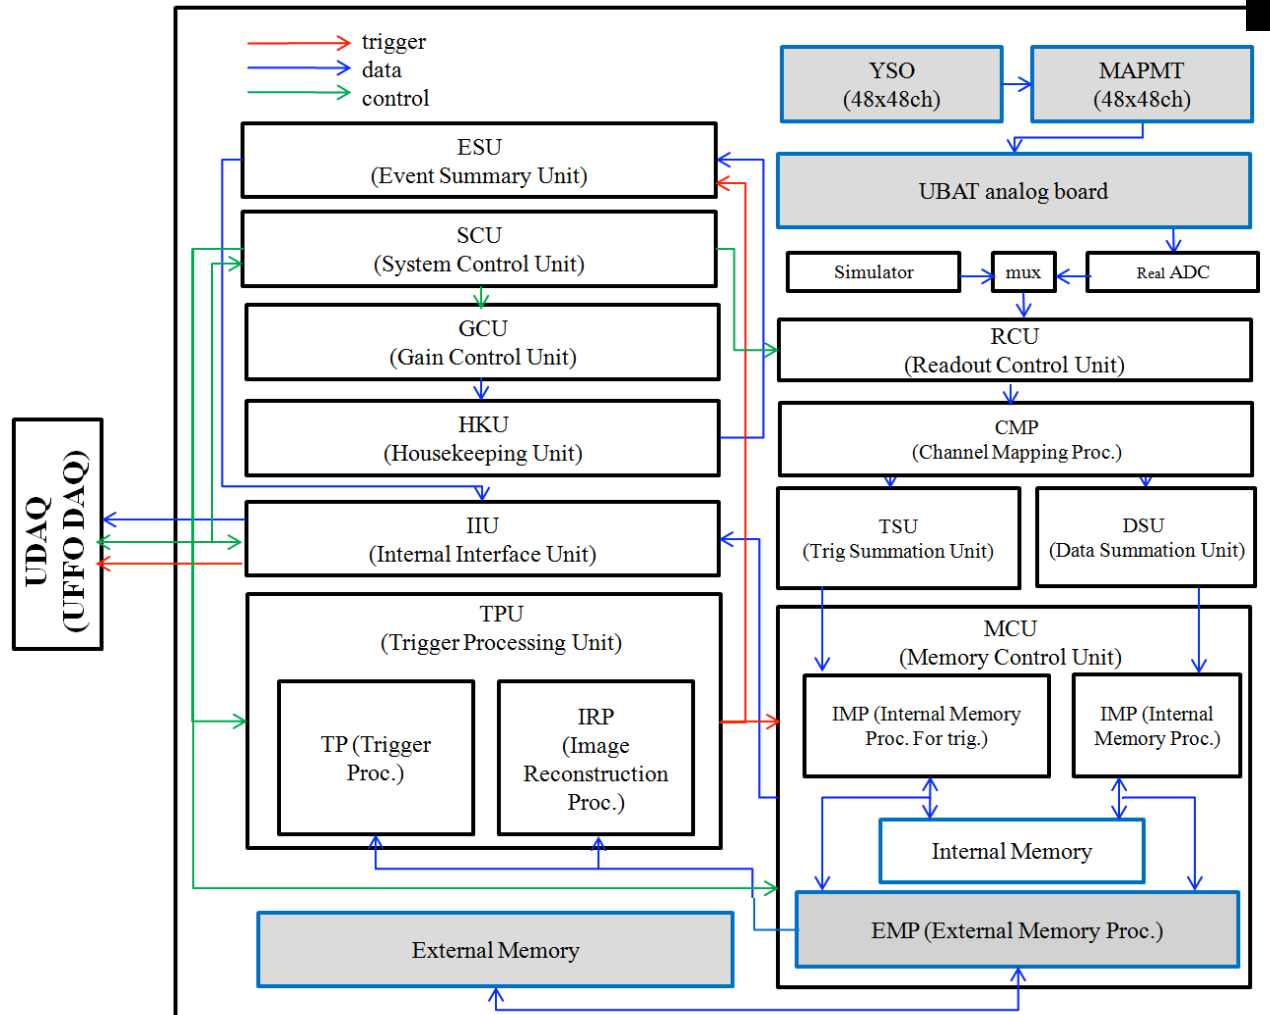 trigger
data
control
YSO
(48x48ch)
MAPMT
(48x48ch)
ESU
(Event Summary Unit)
UBAT analog board
SCU
(System Control Unit)
Simulator
mux
Real ADC
GCU
(Gain Control Unit)
RCU
(Readout Control Unit)
HKU
(Housekeeping Unit)
CMP
(Channel Mapping Proc.)
UDAQ
(UFFO DAQ)
IIU
(Internal Interface Unit)
TSU
(Trig Summation Unit)
DSU
(Data Summation Unit)
TPU
(Trigger Processing Unit)
MCU
(Memory Control Unit)
TP (Trigger
Proc.)
IRP
(Image
Reconstruction
Proc.)
IMP (Internal Memory
Proc. For trig.)
IMP (Internal
Memory Proc.)
Internal Memory
EMP (External Memory Proc.)
External Memory